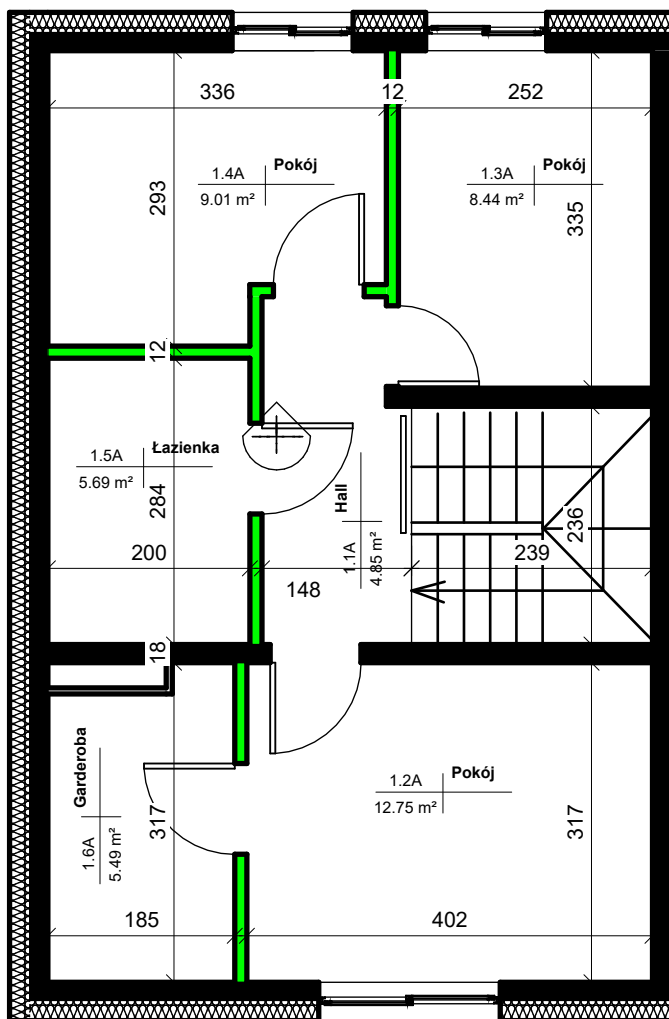 336
12
252
1.4A
Pokój
9.01 m²
1.3A
Pokój
8.44 m²
293
335
12
1.5A
Łazienka
5.69 m²
284
Hall
1.1A
4.85 m²
236
200
148
239
18
Garderoba
1.6A
5.49 m²
317
1.2A
Pokój
12.75 m²
317
185
402